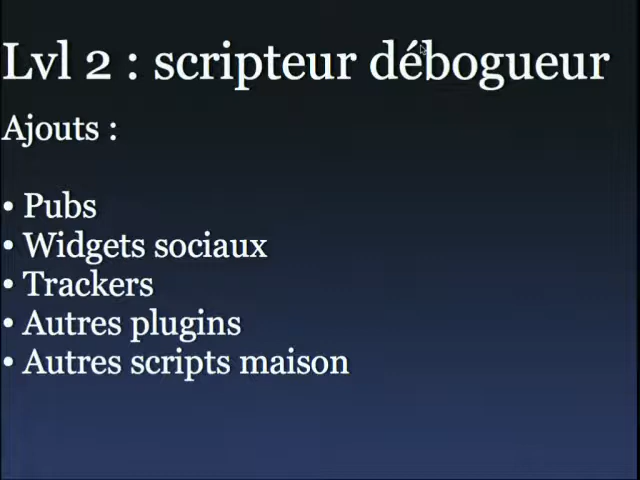 Lvl 2 : scripteur débogueur
Ajouts :
• Pubs
• Widgets sociaux
• Trackers
• Autres plugins
• Autres scripts maison